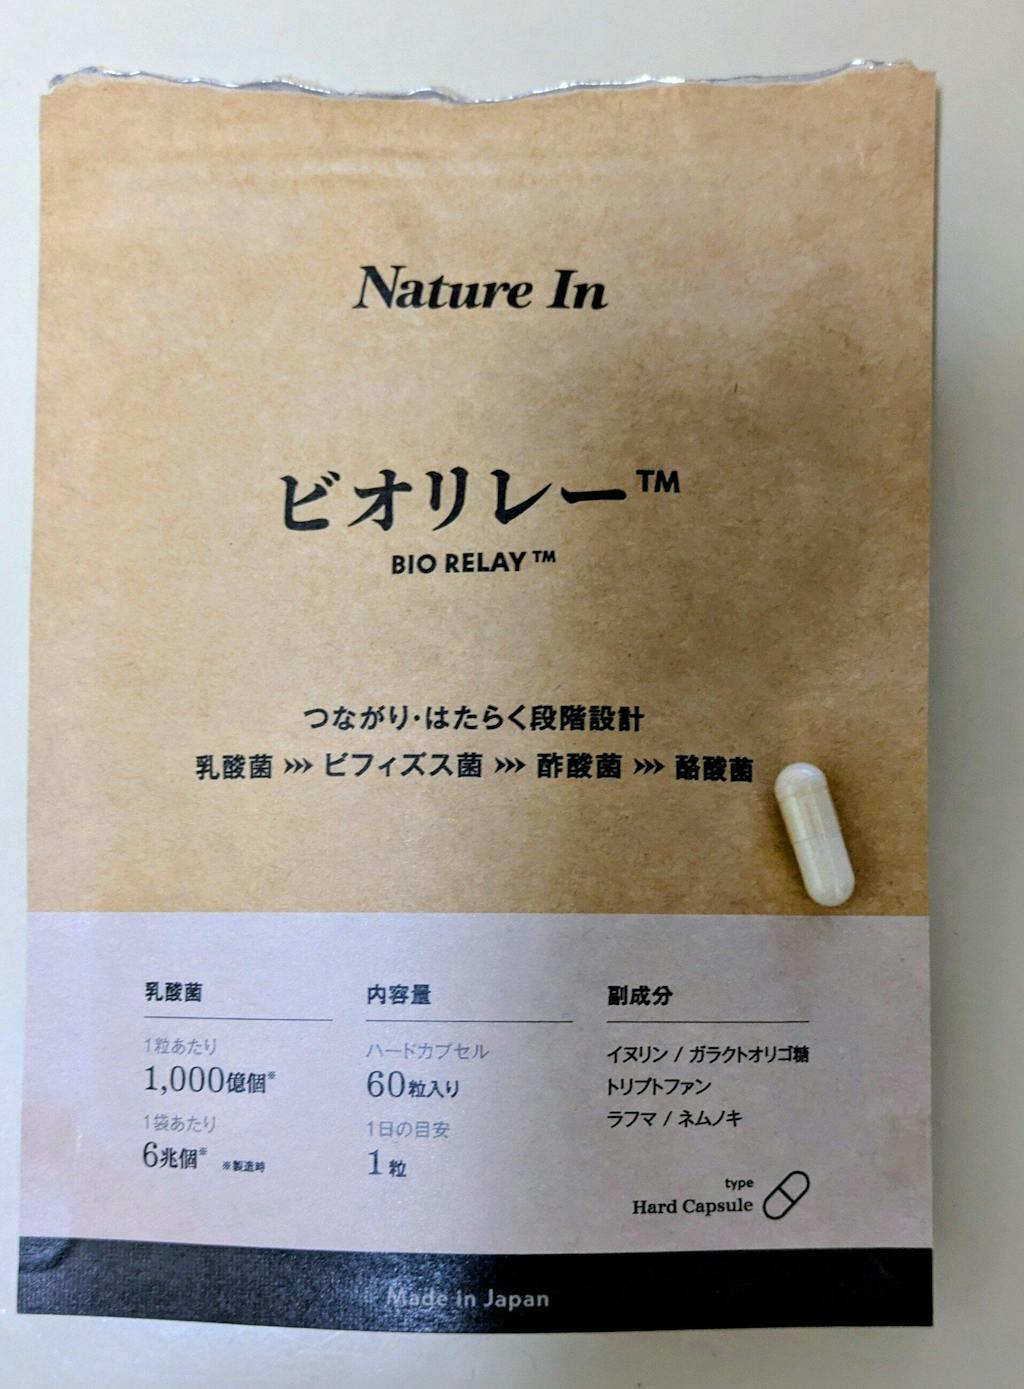 Nature In
ビオリレー™
BIO RELAY™
つながり・はたらく段階設計
乳酸菌 >>> ビフィズス菌 >>> 酢酸菌 >>> 酪酸菌
乳酸菌
1粒あたり
1,000億個※
1袋あたり
6兆個※ ※製造時
内容量
ハードカプセル
60粒入り
1日の目安
1粒
副成分
イヌリン / ガラクトオリゴ糖
トリプトファン
ラフマ / ネムノキ
type
Hard Capsule
Made in Japan